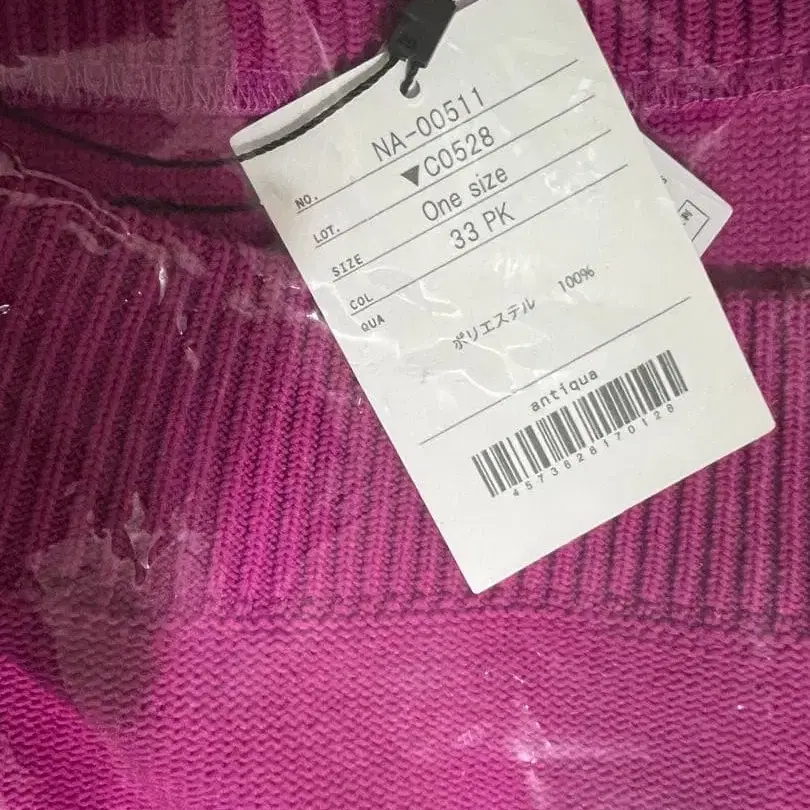 NO. NA-00511
LOT. ▼C0528
SIZE One size
COL 33 PK
QUA ポリエステル 100%
antiqua
4573628170128